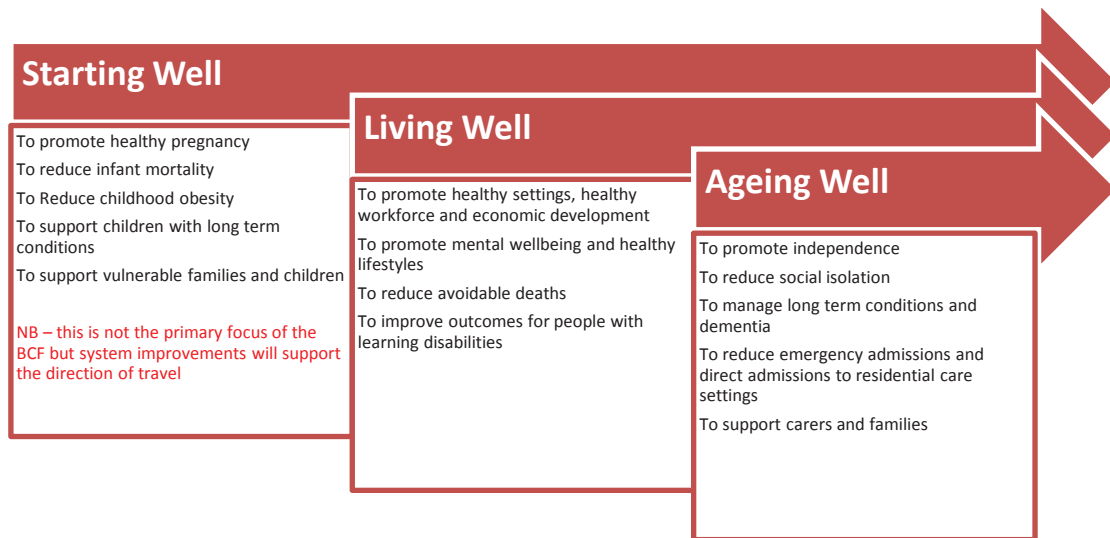 Starting Well
To promote healthy pregnancy
To reduce infant mortality
To Reduce childhood obesity
To support children with long term
conditions
To support vulnerable families and children
NB – this is not the primary focus of the
BCF but system improvements will support
the direction of travel
Living Well
To promote healthy settings, healthy
workforce and economic development
To promote mental wellbeing and healthy
lifestyles
To reduce avoidable deaths
To improve outcomes for people with
learning disabilities
Ageing Well
To promote independence
To reduce social isolation
To manage long term conditions and
dementia
To reduce emergency admissions and
direct admissions to residential care
settings
To support carers and families